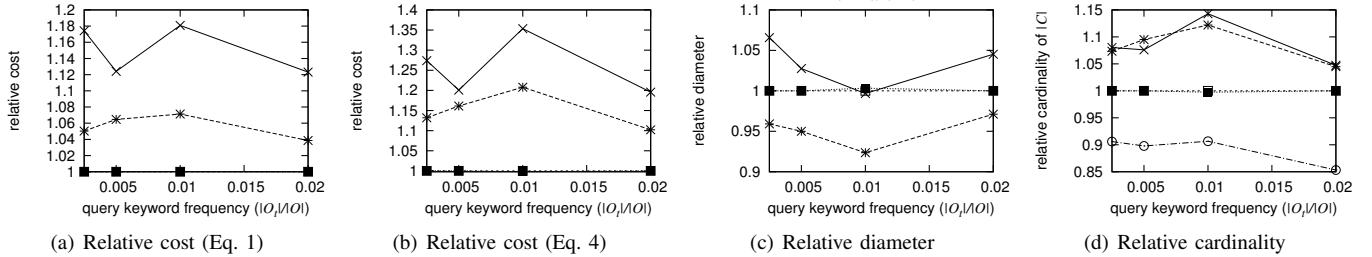 1.2
1.18
1.16
1.14
1.12
1.1
1.08
1.06
1.04
1.02
1
0.005 0.01 0.015 0.02
relative cost
query keyword frequency (|O_t|/|O|)
(a) Relative cost (Eq. 1)
1.4
1.35
1.3
1.25
1.2
1.15
1.1
1.05
1
0.005 0.01 0.015 0.02
relative cost
query keyword frequency (|O_t|/|O|)
(b) Relative cost (Eq. 4)
1.1
1.05
1
0.95
0.9
0.005 0.01 0.015 0.02
relative diameter
query keyword frequency (|O_t|/|O|)
(c) Relative diameter
1.15
1.1
1.05
1
0.95
0.9
0.85
0.005 0.01 0.015 0.02
relative cardinality of |C|
query keyword frequency (|O_t|/|O|)
(d) Relative cardinality